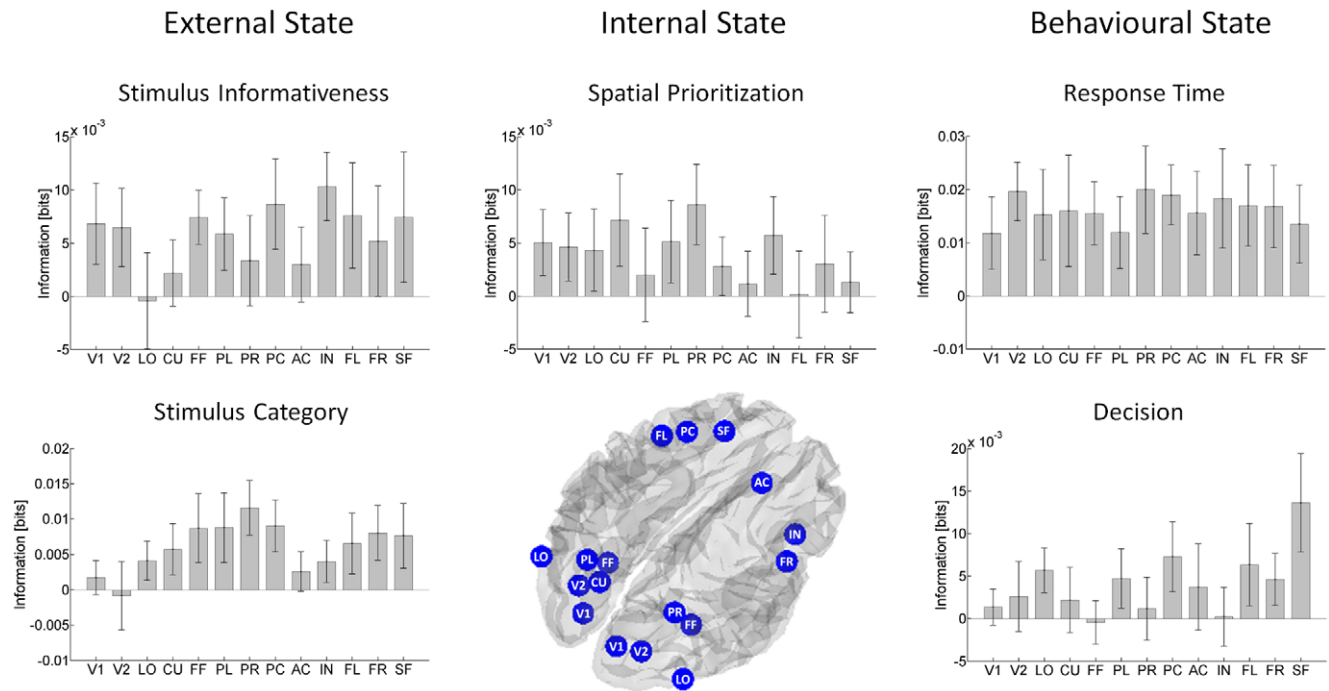 External State
Internal State
Behavioural State
Stimulus Informativeness
Spatial Prioritization
Response Time
15 × 10⁻³
10
5
0
-5
Information [bits]
V1 V2 LO CU FF PL PR PC AC IN FL FR SF
15 × 10⁻³
10
5
0
-5
Information [bits]
V1 V2 LO CU FF PL PR PC AC IN FL FR SF
0.03
0.02
0.01
0
-0.01
Information [bits]
V1 V2 LO CU FF PL PR PC AC IN FL FR SF
Stimulus Category
0.02
0.015
0.01
0.005
0
-0.005
-0.01
Information [bits]
V1 V2 LO CU FF PL PR PC AC IN FL FR SF
FL PC SF
AC
IN
LO PL FF FR
V2 CU
V1 PR
FF
V1 V2
LO
Decision
20 × 10⁻³
15
10
5
0
-5
Information [bits]
V1 V2 LO CU FF PL PR PC AC IN FL FR SF